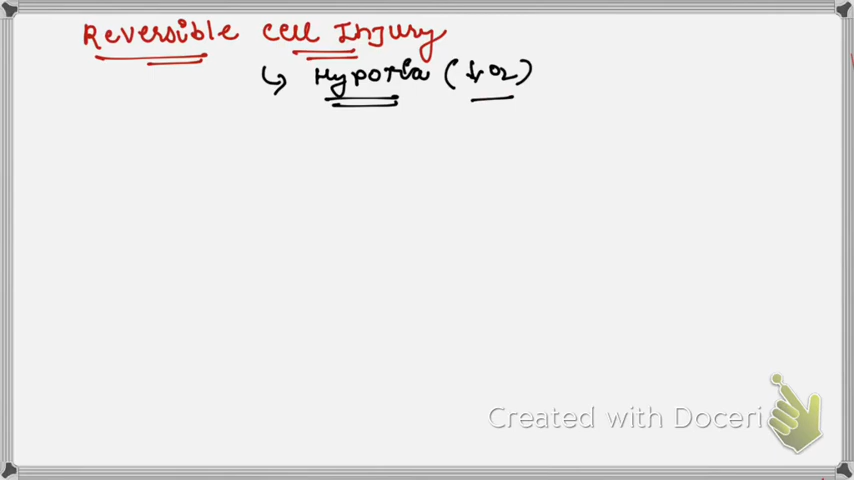 Reversible cell Injury
↳ Hypoxia (↓ O2)
Created with Doceri